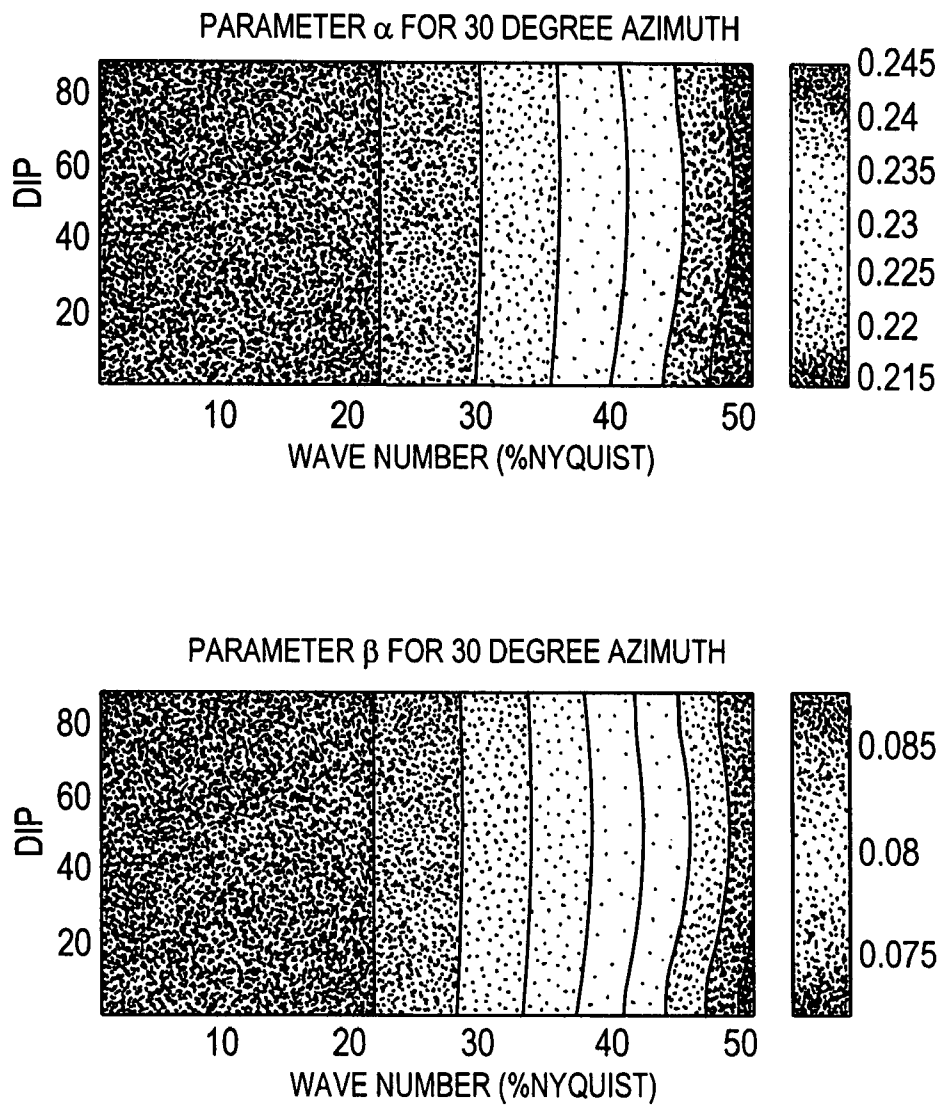 PARAMETER α FOR 30 DEGREE AZIMUTH
DIP
80
60
40
20
10 20 30 40 50
WAVE NUMBER (%NYQUIST)
0.245
0.24
0.235
0.23
0.225
0.22
0.215
PARAMETER β FOR 30 DEGREE AZIMUTH
DIP
80
60
40
20
10 20 30 40 50
WAVE NUMBER (%NYQUIST)
0.085
0.08
0.075